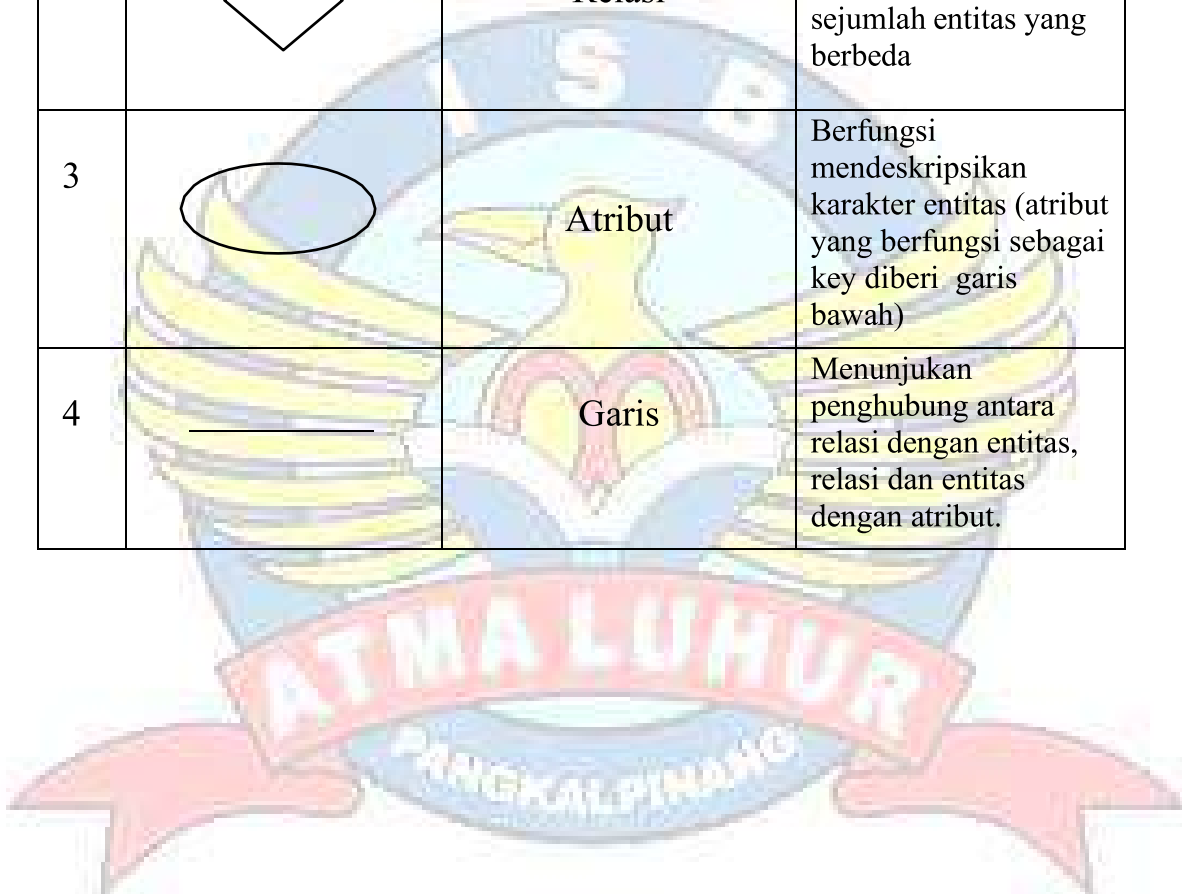 Relasi
sejumlah entitas yang
berbeda
3
Atribut
Berfungsi
mendeskripsikan
karakter entitas (atribut
yang berfungsi sebagai
key diberi garis
bawah)
4
Garis
Menunjukan
penghubung antara
relasi dengan entitas,
relasi dan entitas
dengan atribut.
I S B
ATMA LUHUR
PANGKALPINANG